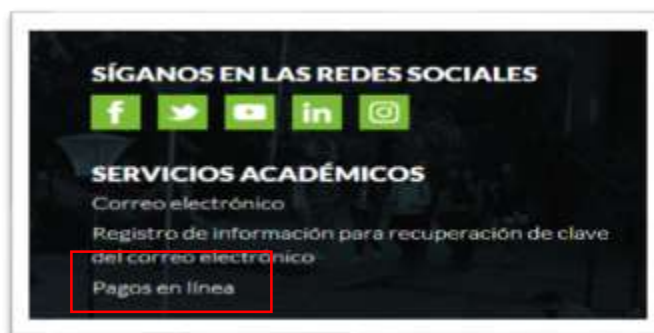 SÍGANOS EN LAS REDES SOCIALES
f in
SERVICIOS ACADÉMICOS
Correo electrónico
Registro de información para recuperación de clave
del correo electrónico
Pagos en línea